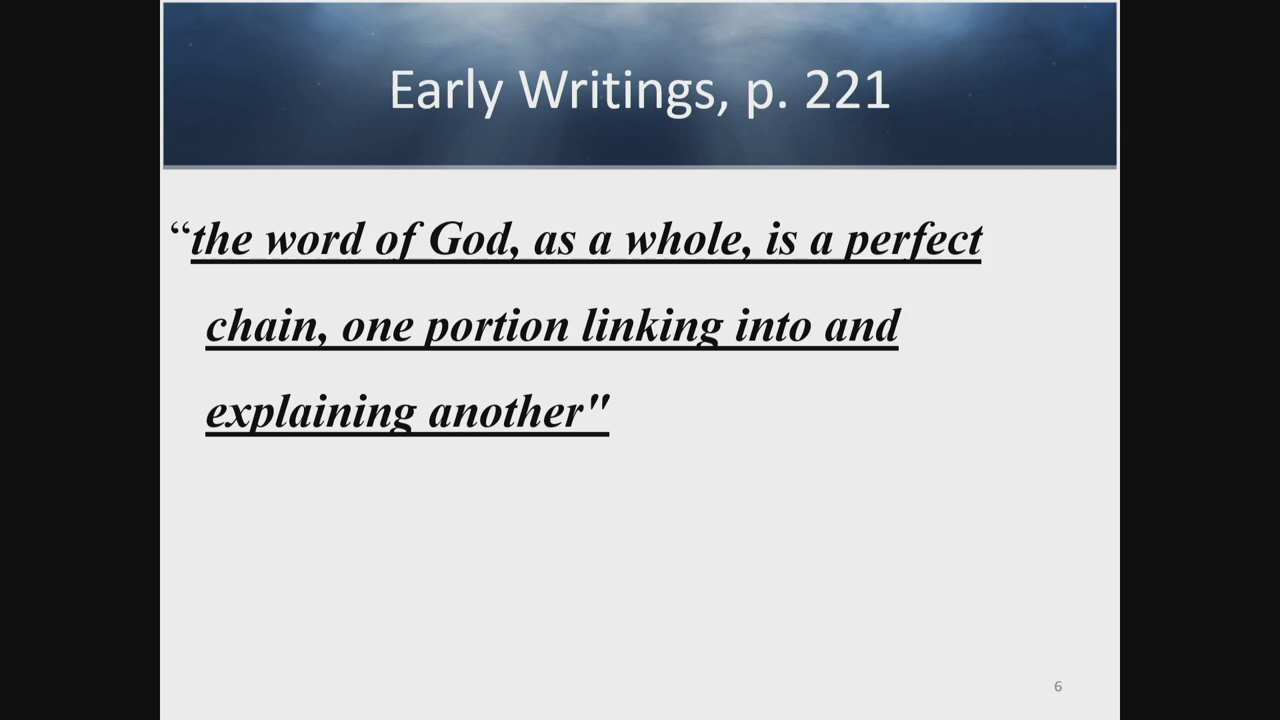 Early Writings, p. 221
“the word of God, as a whole, is a perfect
chain, one portion linking into and
explaining another"
6